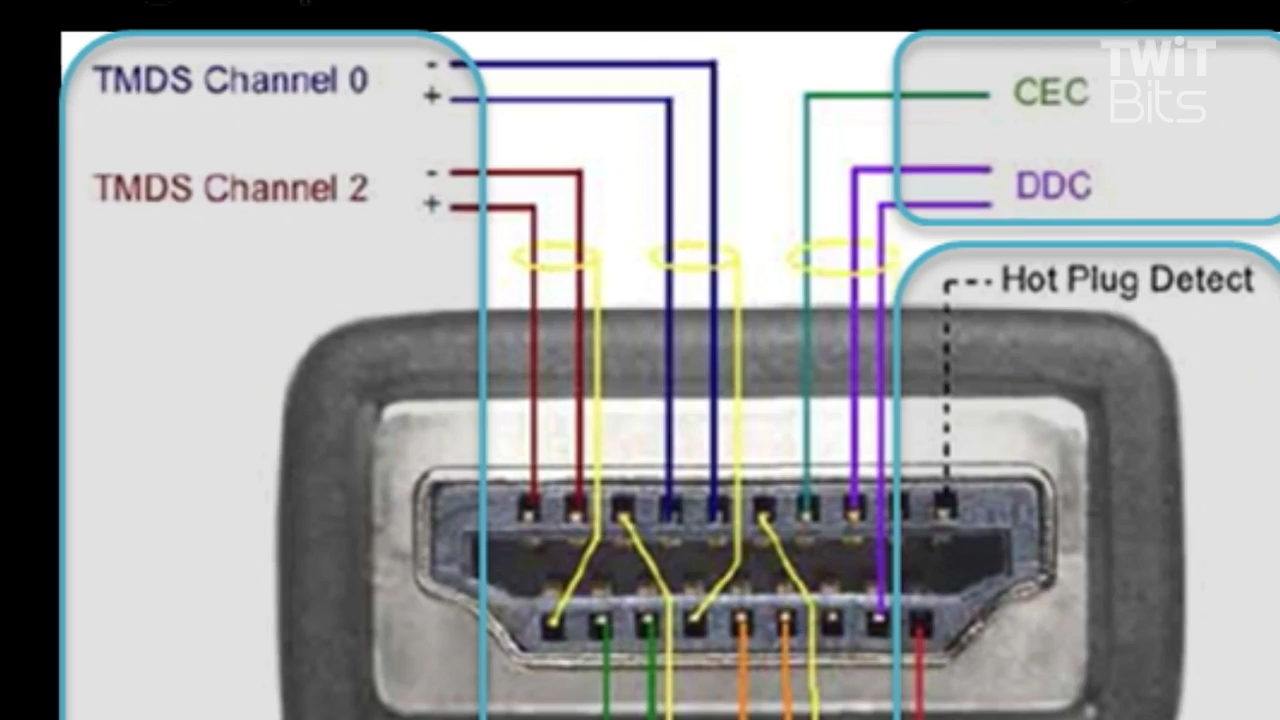 TMDS Channel 0
-
+
TMDS Channel 2
-
+
CEC
DDC
Hot Plug Detect
TWiT
Bits